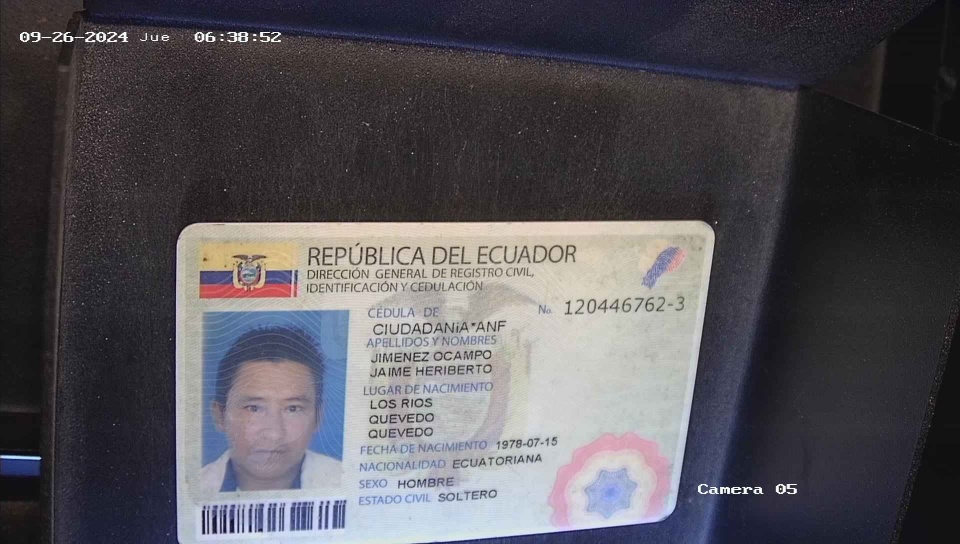 09-26-2024 Jue 06:38:52
REPÚBLICA DEL ECUADOR
DIRECCIÓN GENERAL DE REGISTRO CIVIL,
IDENTIFICACIÓN Y CEDULACIÓN
CÉDULA DE
No. 120446762-3
CIUDADANiA*ANF
APELLIDOS Y NOMBRES
JIMENEZ OCAMPO
JAIME HERIBERTO
LUGAR DE NACIMIENTO
LOS RIOS
QUEVEDO
QUEVEDO
FECHA DE NACIMIENTO 1978-07-15
NACIONALIDAD ECUATORIANA
SEXO HOMBRE
ESTADO CIVIL SOLTERO
Camera 05